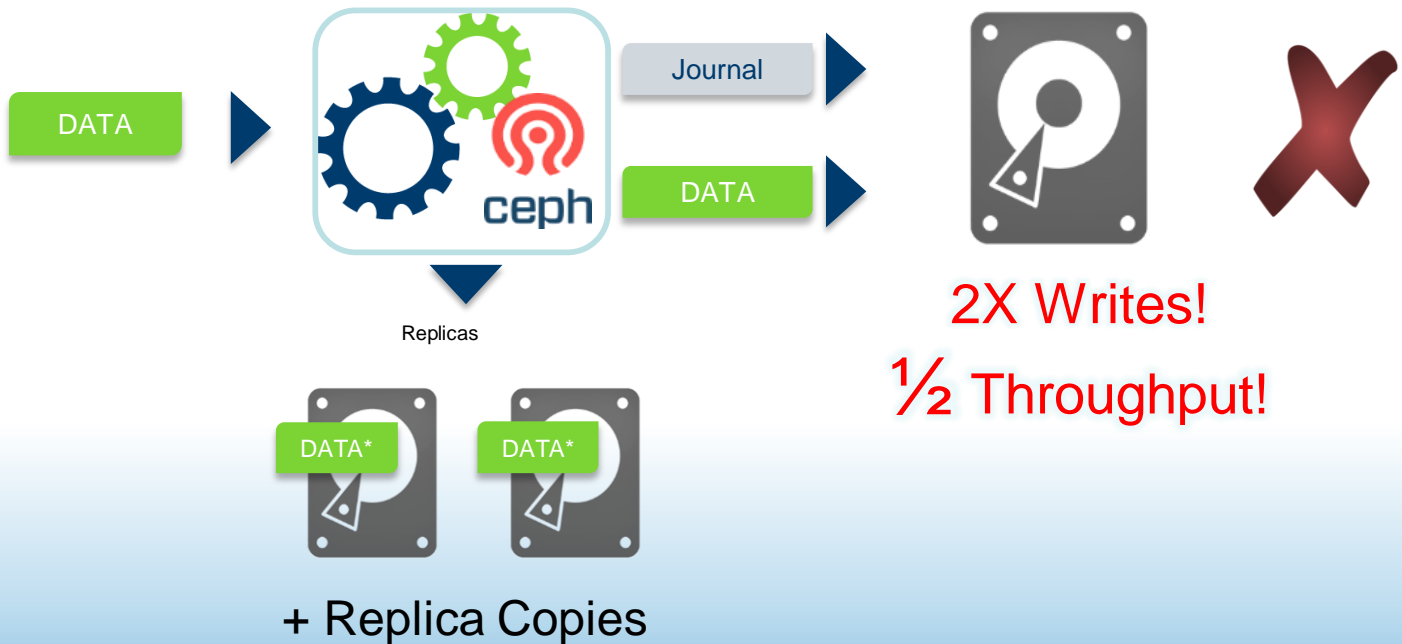 DATA
ceph
Journal
DATA
2X Writes!
½ Throughput!
Replicas
DATA*
DATA*
+ Replica Copies